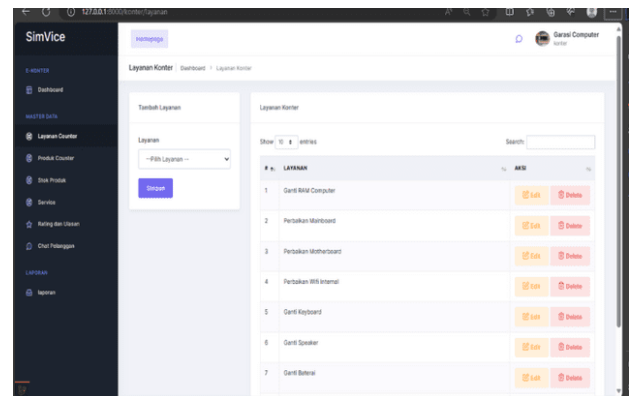 127.0.0.1:8000/konter/layanan
SimVice
Homepage
Garasi Computer
konter
Layanan Konter
Dashboard > Layanan Konter
E-KONTER
Dashboard
MASTER DATA
Layanan Counter
Produk Counter
Stok Produk
Service
Rating dan Ulasan
Chat Pelanggan
LAPORAN
laporan
Tambah Layanan
Layanan
--Pilih Layanan --
Simpan
Layanan Konter
Show 10 entries
Search:
# LAYANAN AKSI
1 Ganti RAM Computer Edit Delete
2 Perbaikan Mainboard Edit Delete
3 Perbaikan Motherboard Edit Delete
4 Perbaikan Wifi Internal Edit Delete
5 Ganti Keyboard Edit Delete
6 Ganti Speaker Edit Delete
7 Ganti Baterai Edit Delete